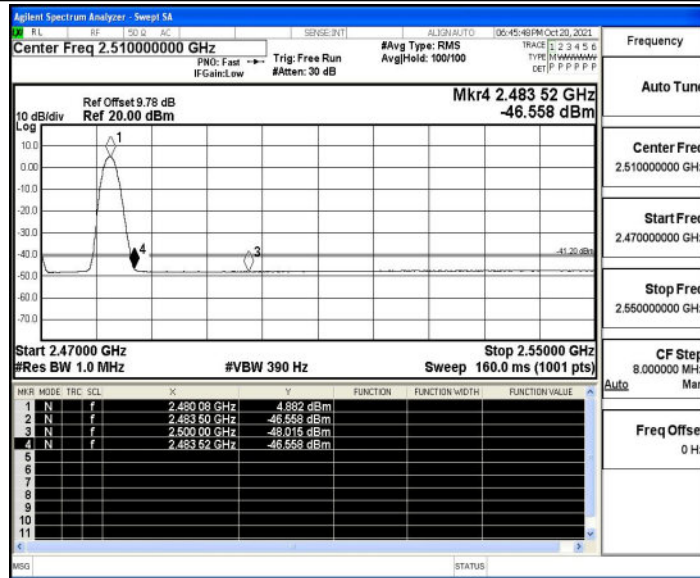 Agilent Spectrum Analyzer - Swept SA
RL RF 50 Ω AC SENSE:INT ALIGN AUTO 06:45:48 PM Oct 20, 2021
Center Freq 2.510000000 GHz
PNO: Fast
IFGain:Low
Trig: Free Run
#Atten: 30 dB
#Avg Type: RMS
Avg|Hold: 100/100
TRACE 1 2 3 4 5 6
TYPE M W W W W W
DET P P P P P P
Mkr4 2.483 52 GHz
-46.558 dBm
Ref Offset 9.78 dB
10 dB/div Ref 20.00 dBm
Log
10.0
0.00
-10.0
-20.0
-30.0
-40.0
-50.0
-60.0
-70.0
1
4
3
-41.20 dBm
Start 2.47000 GHz Stop 2.55000 GHz
#Res BW 1.0 MHz #VBW 390 Hz Sweep 160.0 ms (1001 pts)
MKR MODE TRC SCL X Y FUNCTION FUNCTION WIDTH FUNCTION VALUE
1 N f 2.480 08 GHz 4.882 dBm
2 N f 2.483 50 GHz -46.558 dBm
3 N f 2.500 00 GHz -48.015 dBm
4 N f 2.483 52 GHz -46.558 dBm
5
6
7
8
9
10
11
MSG STATUS
Frequency
Auto Tune
Center Freq
2.510000000 GHz
Start Freq
2.470000000 GHz
Stop Freq
2.550000000 GHz
CF Step
8.000000 MHz
Auto Man
Freq Offset
0 Hz